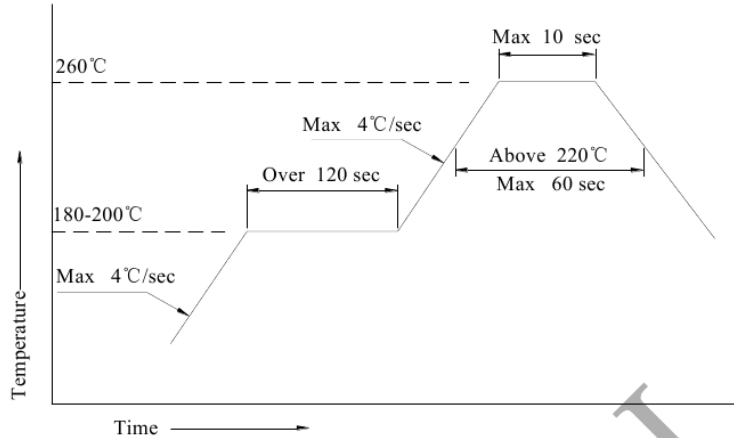 Max 10 sec
260℃
Max 4℃/sec
Above 220℃
Max 60 sec
Over 120 sec
180-200℃
Max 4℃/sec
Temperature
Time